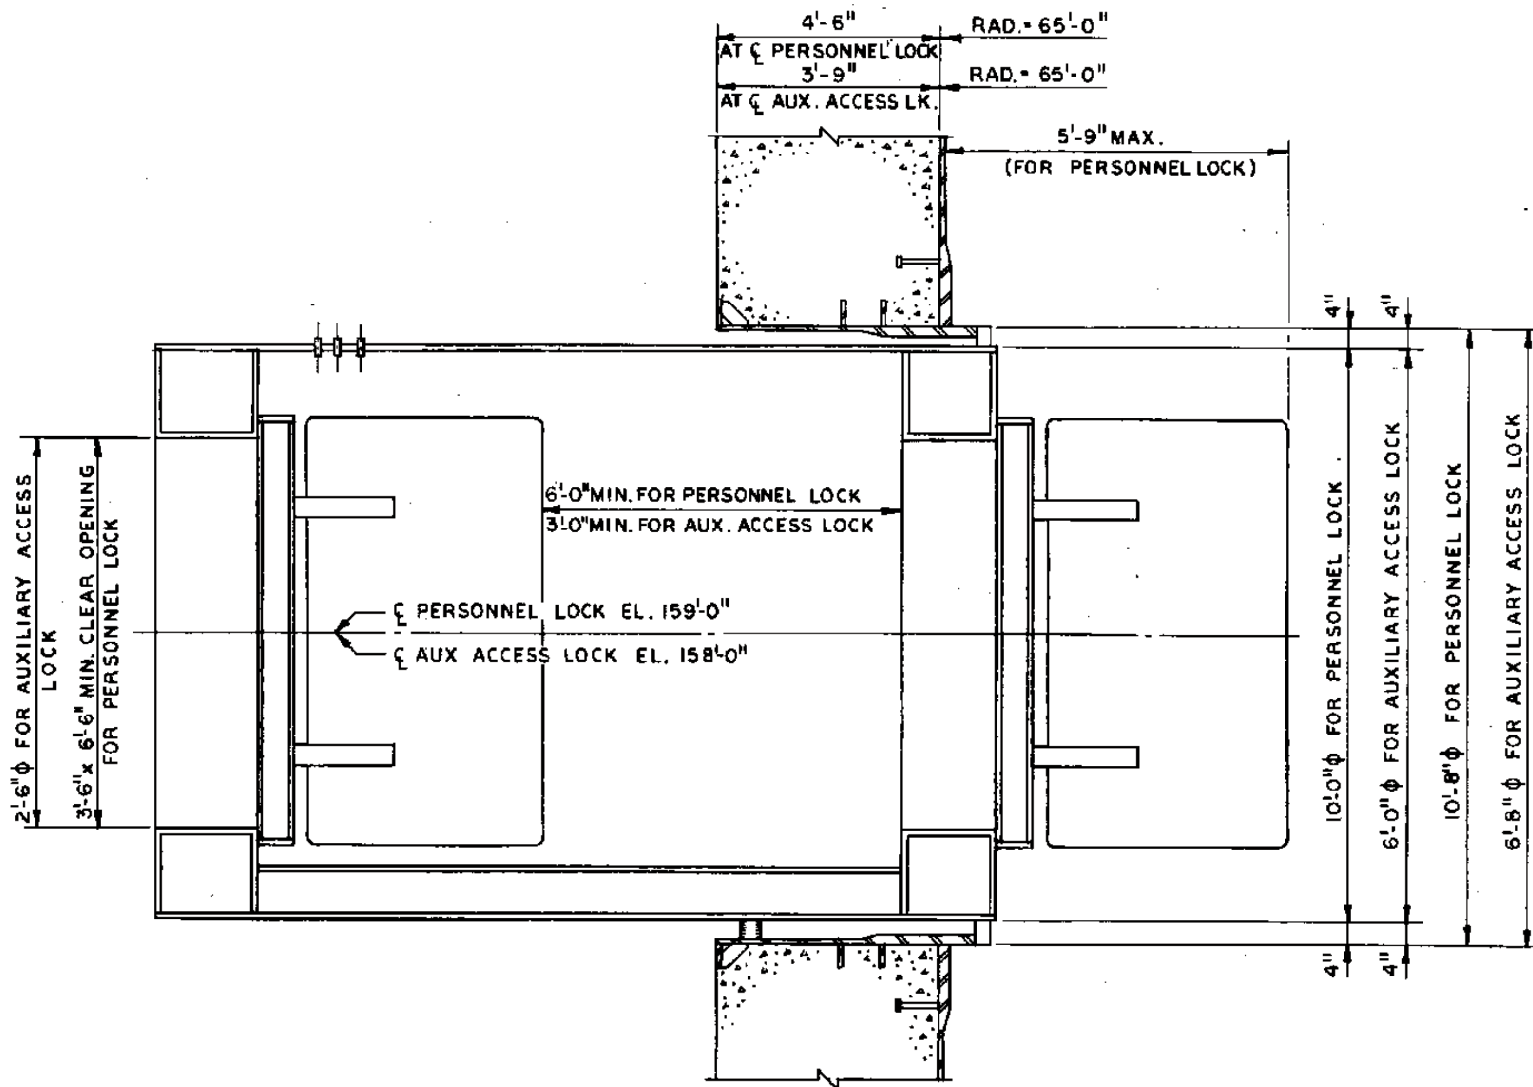 4'-6"
RAD. = 65'-0"
AT ℄ PERSONNEL LOCK
3'-9"
RAD. = 65'-0"
AT ℄ AUX. ACCESS LK.
5'-9" MAX.
(FOR PERSONNEL LOCK)
4"
4"
2'-6" ϕ FOR AUXILIARY ACCESS
LOCK
3'-6" x 6'-6" MIN. CLEAR OPENING
FOR PERSONNEL LOCK
6'-0" MIN. FOR PERSONNEL LOCK
3'-0" MIN. FOR AUX. ACCESS LOCK
℄ PERSONNEL LOCK EL. 159'-0"
℄ AUX ACCESS LOCK EL. 158'-0"
10'-0" ϕ FOR PERSONNEL LOCK
6'-0" ϕ FOR AUXILIARY ACCESS LOCK
10'-8" ϕ FOR PERSONNEL LOCK
6'-8" ϕ FOR AUXILIARY ACCESS LOCK
4"
4"